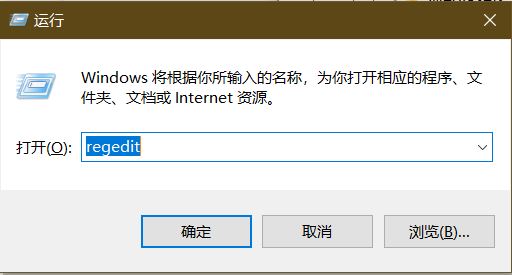 运行
Windows 将根据你所输入的名称，为你打开相应的程序、文
件夹、文档或 Internet 资源。
打开(O): regedit
确定 取消 浏览(B)...